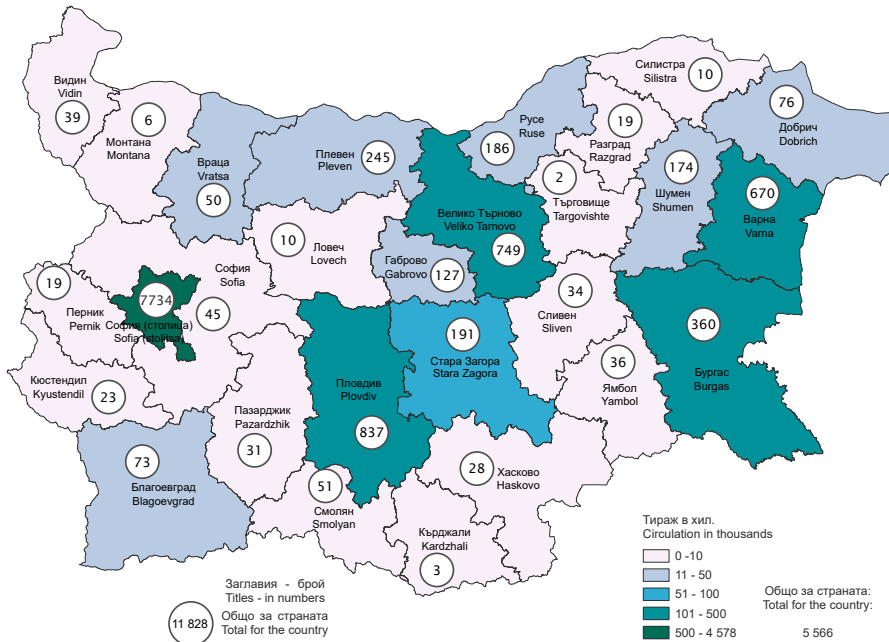 Видин
Vidin
39
Монтана
Montana
6
Враца
Vratsa
50
Плевен
Pleven
245
Русе
Ruse
186
Силистра
Silistra
10
Разград
Razgrad
19
Добрич
Dobrich
76
Търговище
Targovishte
2
Шумен
Shumen
174
Варна
Varna
670
Велико Търново
Veliko Tarnovo
749
Ловеч
Lovech
10
Габрово
Gabrovo
127
София
Sofia
45
Перник
Pernik
19
София (столица)
Sofia (stolitsa)
7734
Кюстендил
Kyustendil
23
Пазарджик
Pazardzhik
31
Пловдив
Plovdiv
837
Стара Загора
Stara Zagora
191
Сливен
Sliven
34
Ямбол
Yambol
36
Бургас
Burgas
360
Благоевград
Blagoevgrad
73
Смолян
Smolyan
51
Хасково
Haskovo
28
Кърджали
Kardzhali
3
Заглавия - брой
Titles - in numbers
11 828
Общо за страната
Total for the country
Тираж в хил.
Circulation in thousands
0 -10
11 - 50
51 - 100
101 - 500
500 - 4 578
Общо за страната:
Total for the country:
5 566